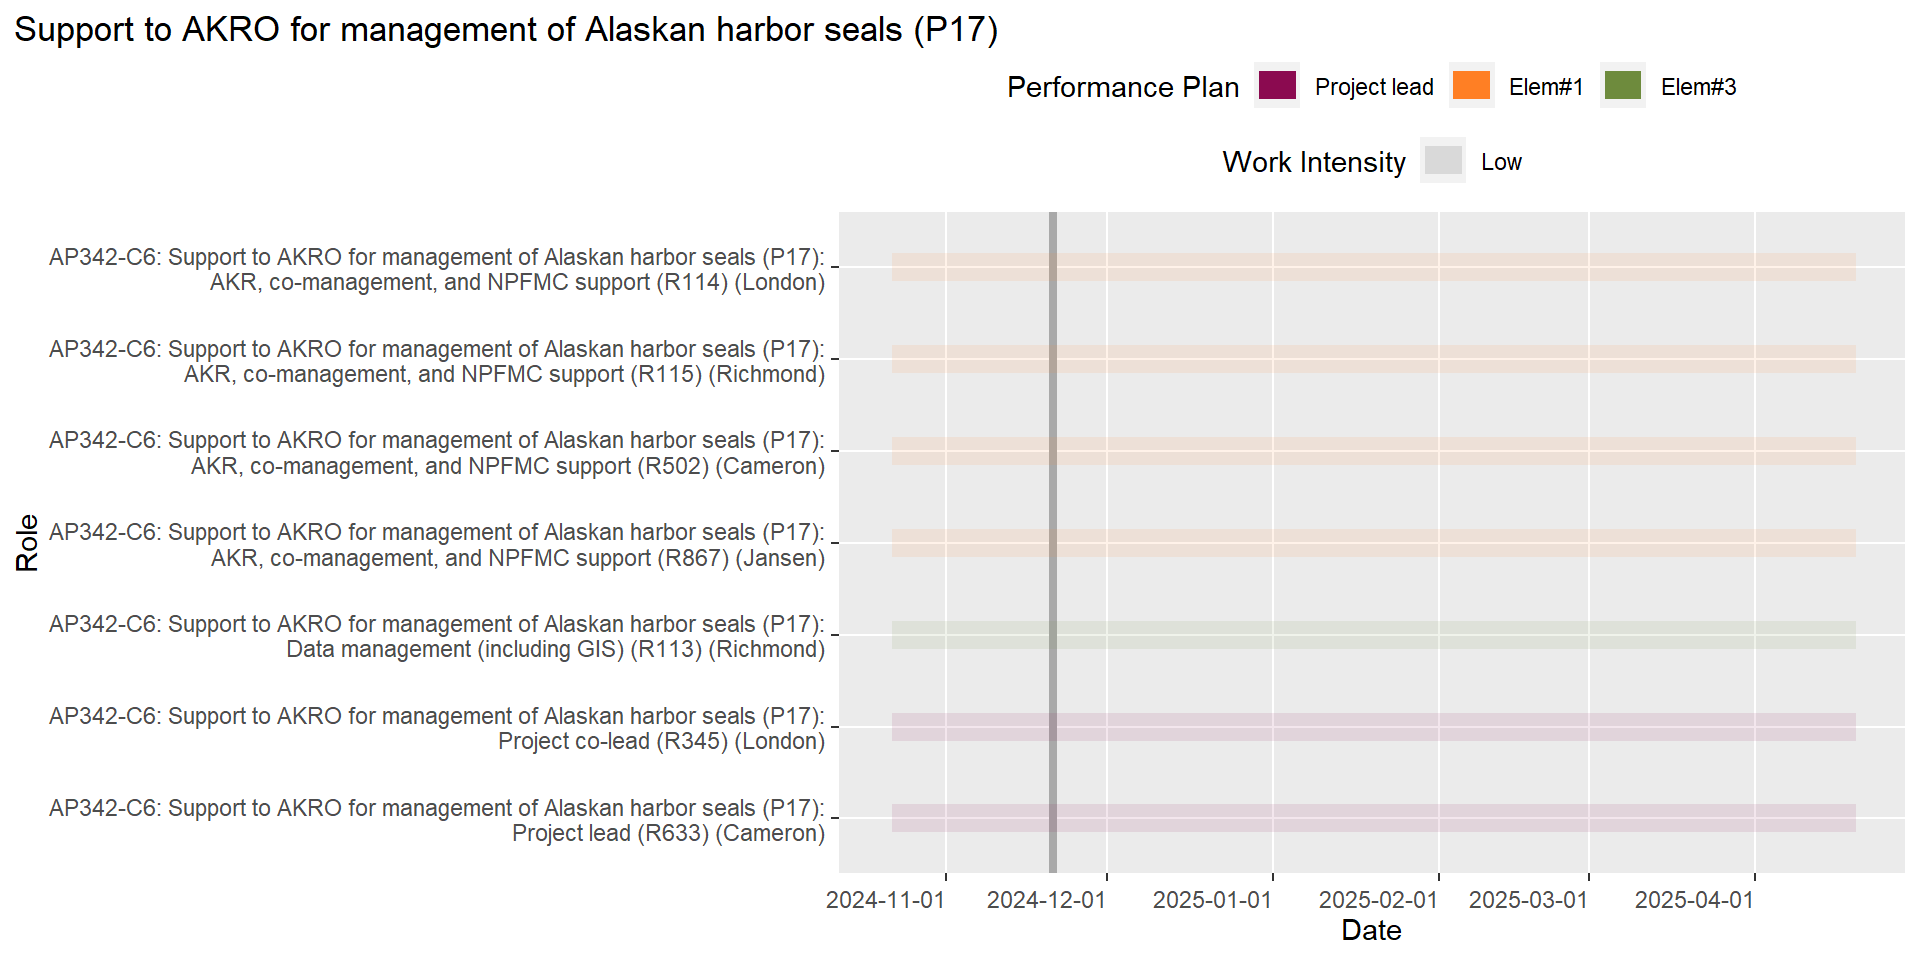 Support to AKRO for management of Alaskan harbor seals (P17)
Performance Plan Project lead Elem#1 Elem#3
Work Intensity Low
AP342-C6: Support to AKRO for management of Alaskan harbor seals (P17):
AKR, co-management, and NPFMC support (R114) (London)
AP342-C6: Support to AKRO for management of Alaskan harbor seals (P17):
AKR, co-management, and NPFMC support (R115) (Richmond)
AP342-C6: Support to AKRO for management of Alaskan harbor seals (P17):
AKR, co-management, and NPFMC support (R502) (Cameron)
AP342-C6: Support to AKRO for management of Alaskan harbor seals (P17):
AKR, co-management, and NPFMC support (R867) (Jansen)
AP342-C6: Support to AKRO for management of Alaskan harbor seals (P17):
Data management (including GIS) (R113) (Richmond)
AP342-C6: Support to AKRO for management of Alaskan harbor seals (P17):
Project co-lead (R345) (London)
AP342-C6: Support to AKRO for management of Alaskan harbor seals (P17):
Project lead (R633) (Cameron)
Role
2024-11-01 2024-12-01 2025-01-01 2025-02-01 2025-03-01 2025-04-01
Date